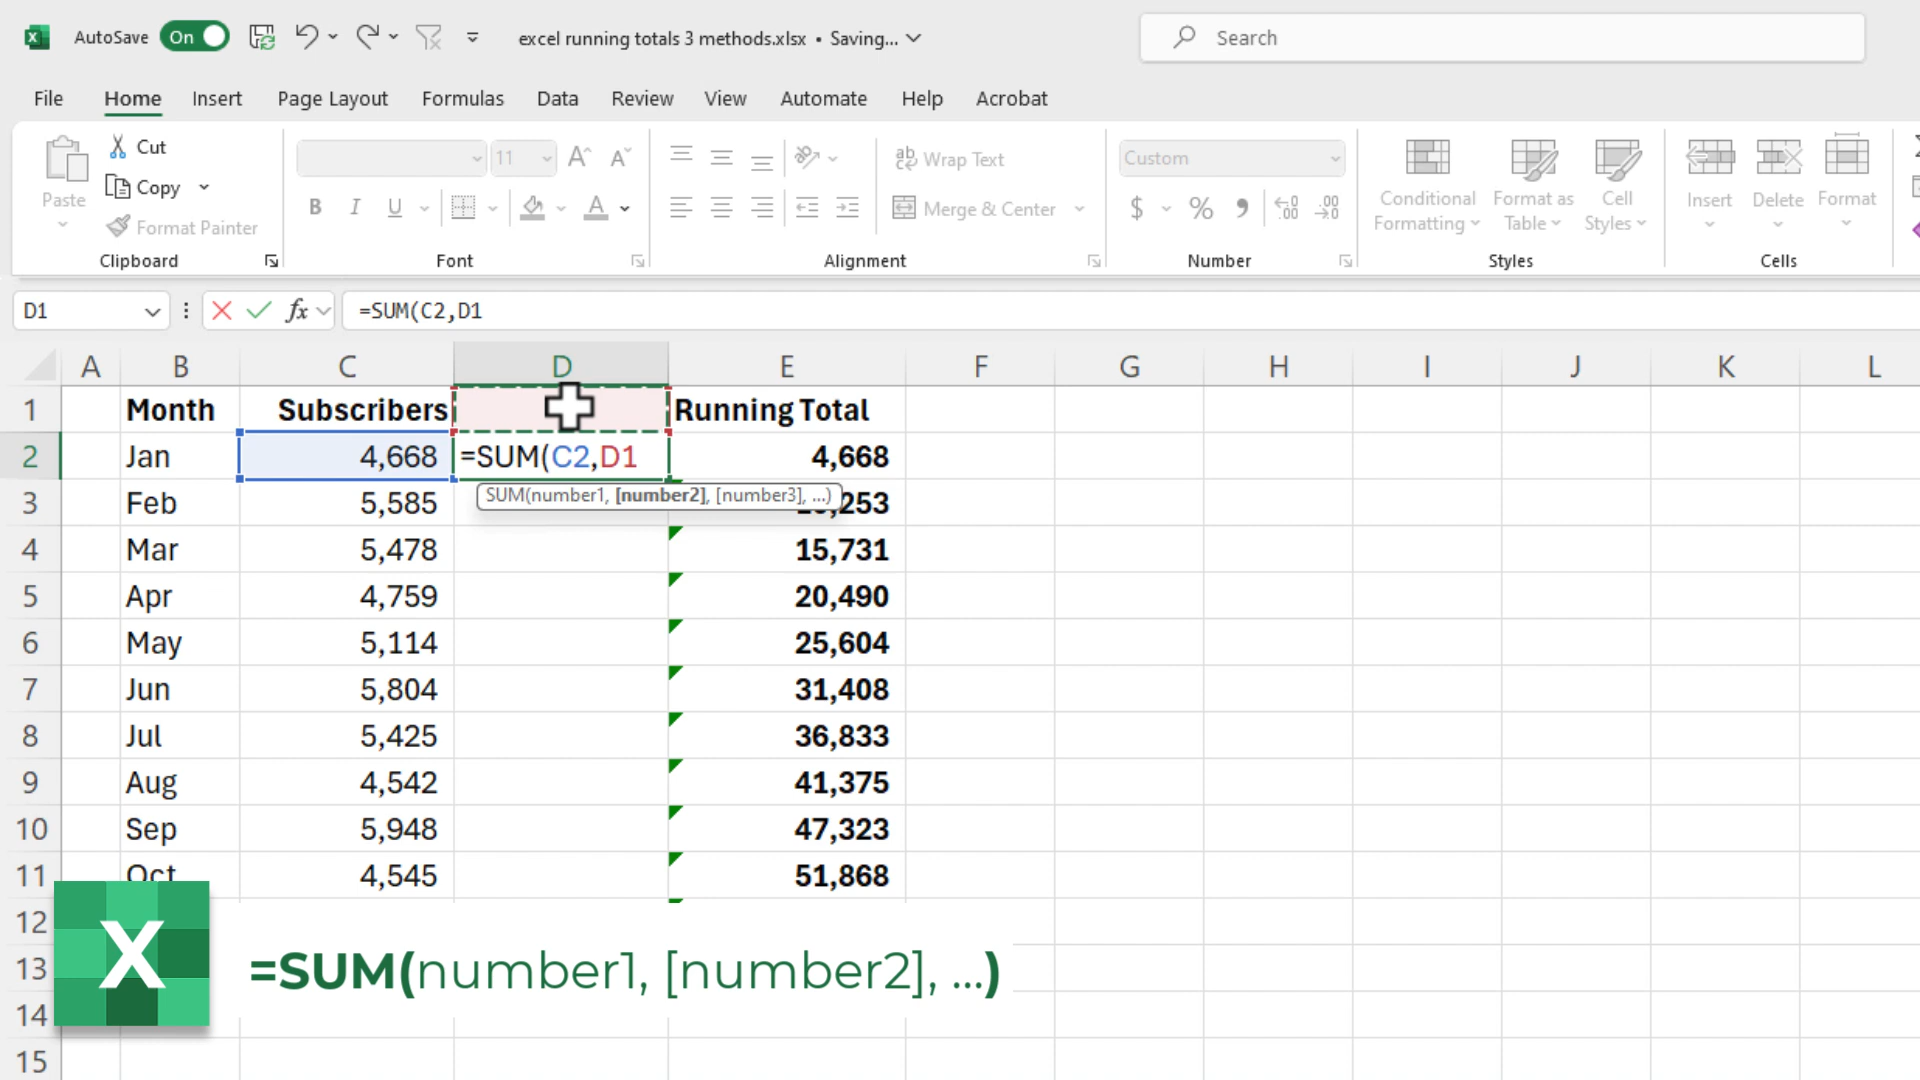 AutoSave On excel running totals 3 methods.xlsx • Saving... Search
File Home Insert Page Layout Formulas Data Review View Automate Help Acrobat
Paste Cut Copy Format Painter
Clipboard
11 B I U
Font
Wrap Text Merge & Center
Alignment
Custom
$ % 9
Number
Conditional Formatting Format as Table Cell Styles
Styles
Insert Delete Format
Cells
D1 fx =SUM(C2,D1
A B C D E F G H I J K L
1 Month Subscribers Running Total
2 Jan 4,668 =SUM(C2,D1 4,668
SUM(number1, [number2], [number3], ...)
3 Feb 5,585
4 Mar 5,478 15,731
5 Apr 4,759 20,490
6 May 5,114 25,604
7 Jun 5,804 31,408
8 Jul 5,425 36,833
9 Aug 4,542 41,375
10 Sep 5,948 47,323
11 Oct 4,545 51,868
12
13
14
15
X =SUM(number1, [number2], ...)